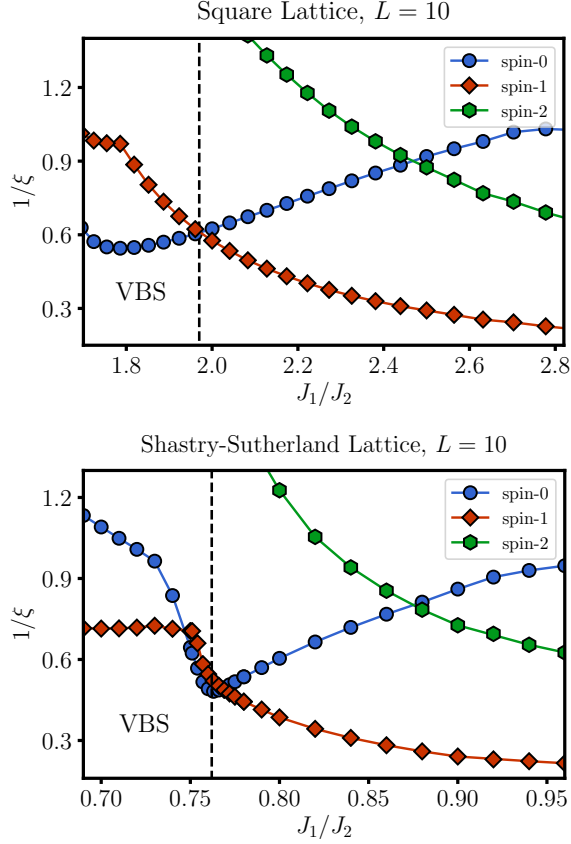 Square Lattice, L = 10
1.2
0.9
0.6
0.3
1/ξ
spin-0
spin-1
spin-2
VBS
1.8 2.0 2.2 2.4 2.6 2.8
J₁/J₂
Shastry-Sutherland Lattice, L = 10
1.2
0.9
0.6
0.3
1/ξ
spin-0
spin-1
spin-2
VBS
0.70 0.75 0.80 0.85 0.90 0.95
J₁/J₂